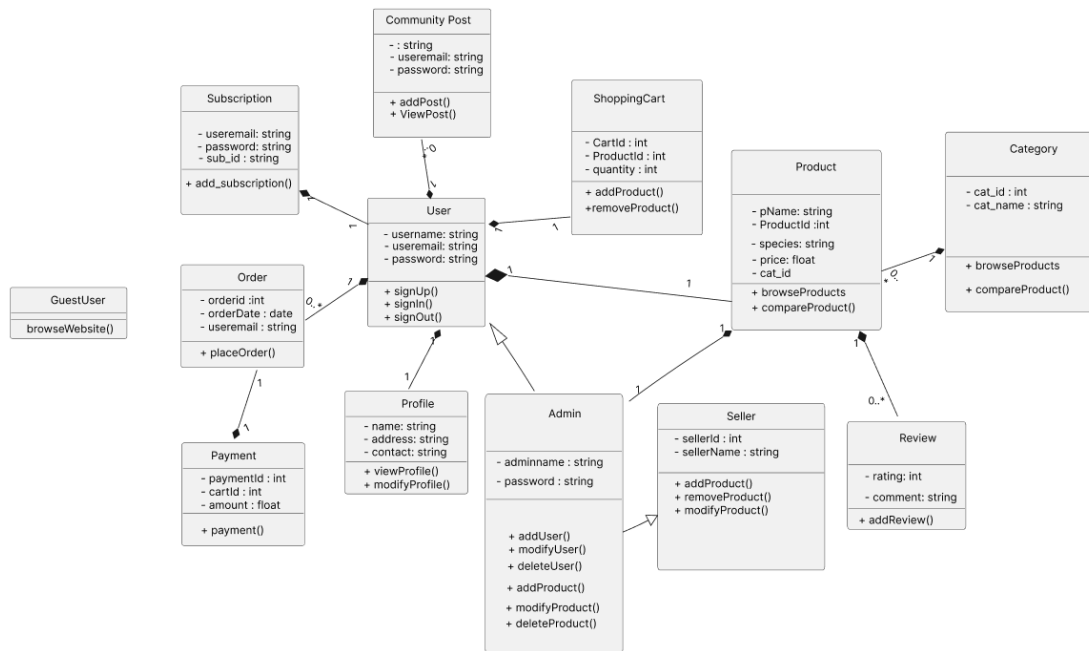 Community Post
- : string
- useremail: string
- password: string
+ addPost()
+ ViewPost()
Subscription
- useremail: string
- password: string
- sub_id : string
+ add_subscription()
ShoppingCart
- CartId : int
- ProductId : int
- quantity : int
+ addProduct()
+removeProduct()
Product
- pName: string
- ProductId :int
- species: string
- price: float
- cat_id
+ browseProducts
+ compareProduct()
Category
- cat_id : int
- cat_name : string
+ browseProducts
+ compareProduct()
User
- username: string
- useremail: string
- password: string
+ signUp()
+ signIn()
+ signOut()
Order
- orderid :int
- orderDate : date
- useremail : string
+ placeOrder()
GuestUser
browseWebsite()
Payment
- paymentId : int
- cartId : int
- amount : float
+ payment()
Profile
- name: string
- address: string
- contact: string
+ viewProfile()
+ modifyProfile()
Admin
- adminname : string
- password : string
+ addUser()
+ modifyUser()
+ deleteUser()
+ addProduct()
+ modifyProduct()
+ deleteProduct()
Seller
- sellerId : int
- sellerName : string
+ addProduct()
+ removeProduct()
+ modifyProduct()
Review
- rating: int
- comment: string
+ addReview()
0..*
1
1
1
1
1
1
0..*
1
1
1
1
1
1
1
1
1
0..
*
1
1
0..*